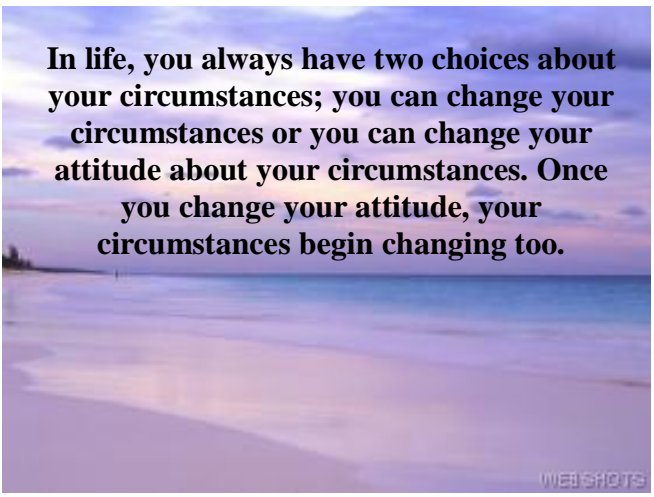 In life, you always have two choices about
your circumstances; you can change your
circumstances or you can change your
attitude about your circumstances. Once
you change your attitude, your
circumstances begin changing too.
WEBSHOTS